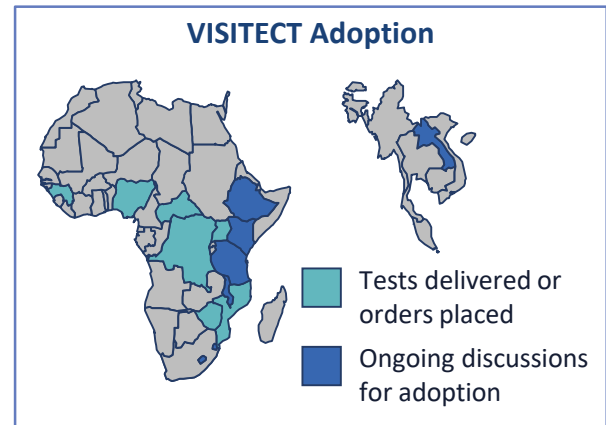 VISITECT Adoption
Tests delivered or
orders placed
Ongoing discussions
for adoption